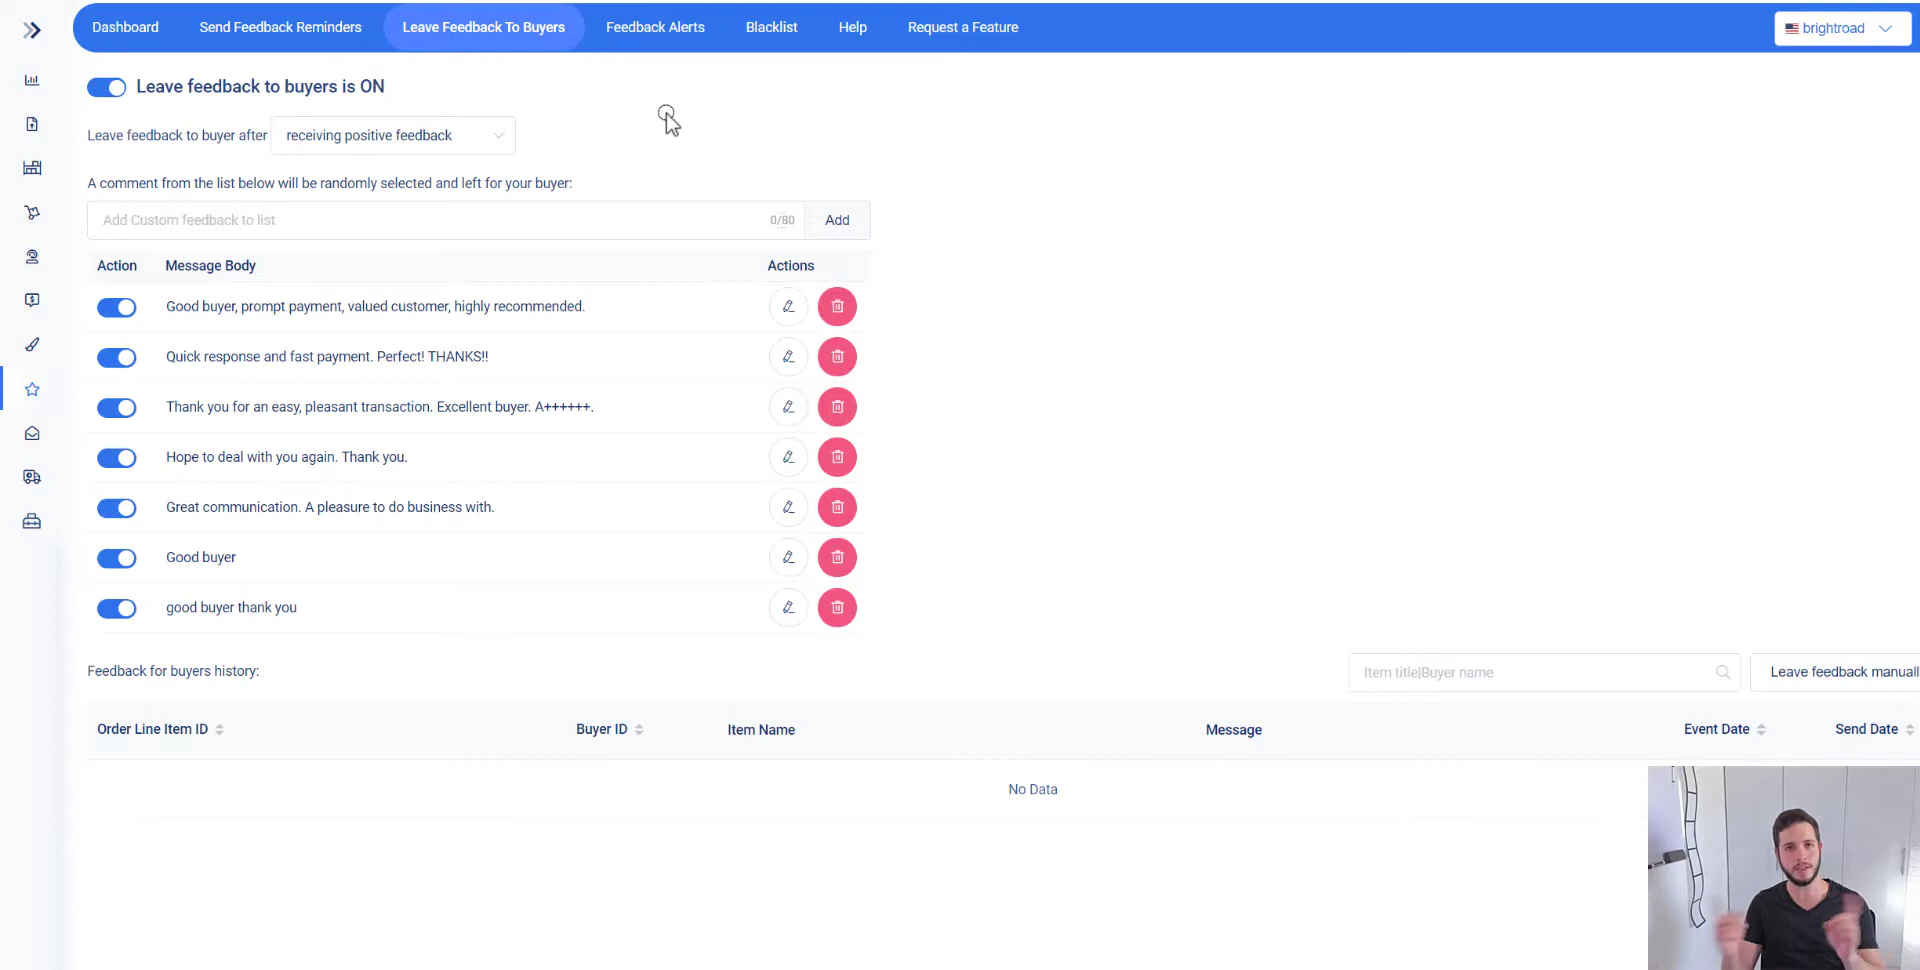 Dashboard
Send Feedback Reminders
Leave Feedback To Buyers
Feedback Alerts
Blacklist
Help
Request a Feature
brightroad
Leave feedback to buyers is ON
Leave feedback to buyer after
receiving positive feedback
A comment from the list below will be randomly selected and left for your buyer:
Add Custom feedback to list
0/80
Add
Action
Message Body
Actions
Good buyer, prompt payment, valued customer, highly recommended.
Quick response and fast payment. Perfect! THANKS!!
Thank you for an easy, pleasant transaction. Excellent buyer. A++++++.
Hope to deal with you again. Thank you.
Great communication. A pleasure to do business with.
Good buyer
good buyer thank you
Feedback for buyers history:
Item title|Buyer name
Leave feedback manuall
Order Line Item ID
Buyer ID
Item Name
Message
Event Date
Send Date
No Data